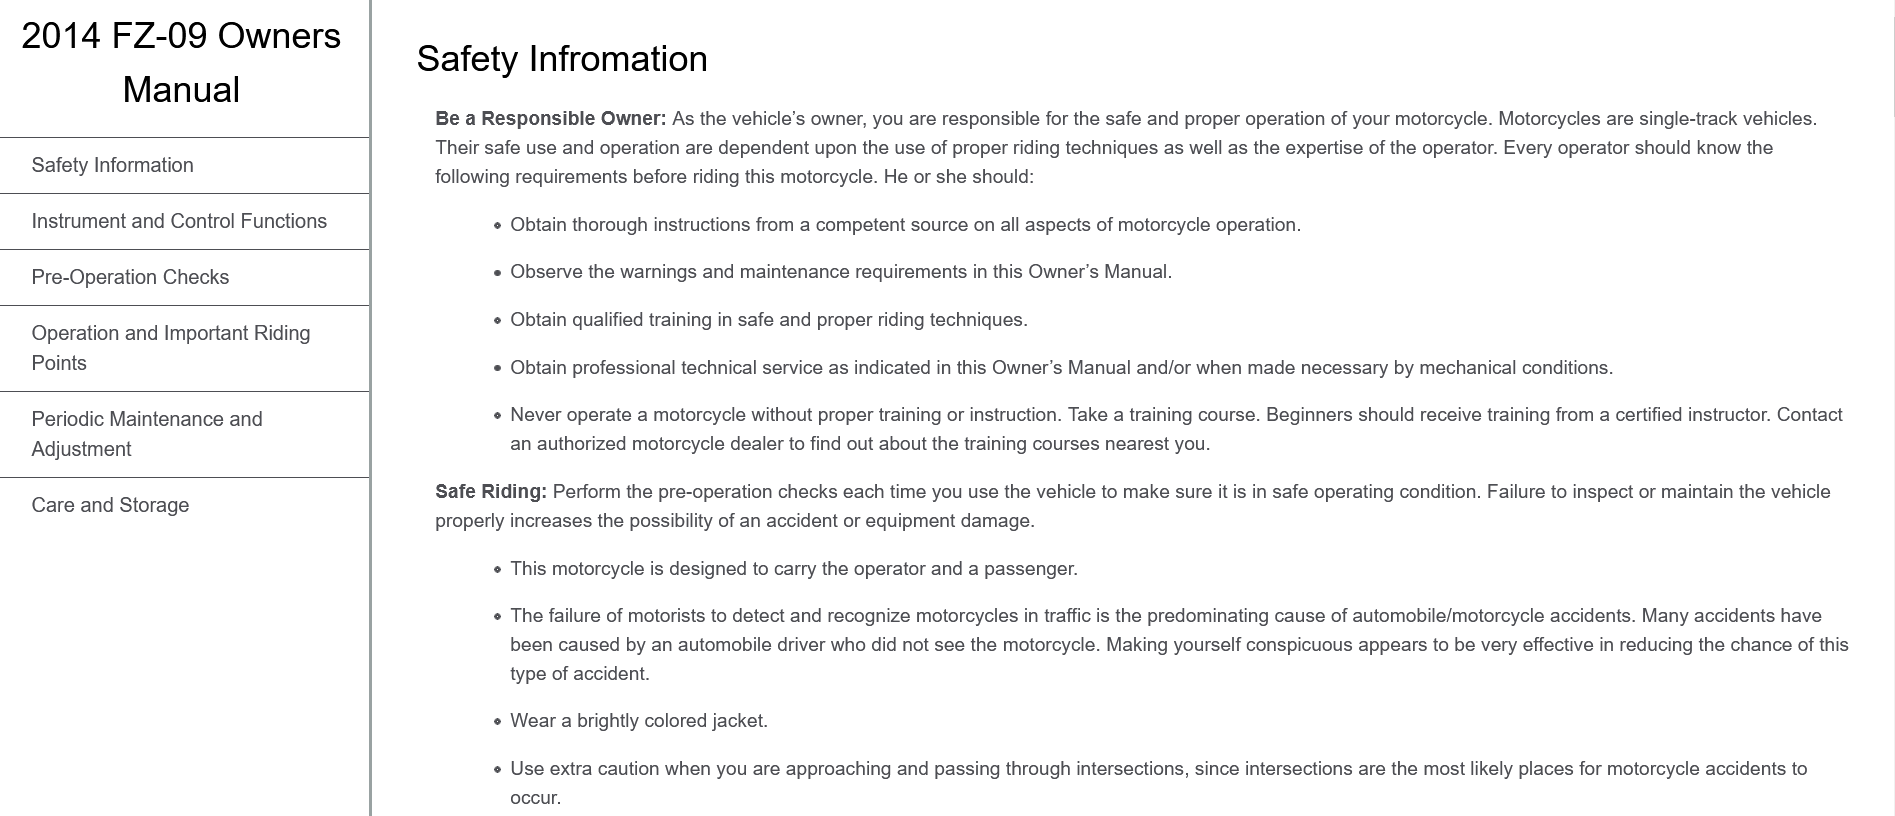 2014 FZ-09 Owners
Manual
Safety Information
Instrument and Control Functions
Pre-Operation Checks
Operation and Important Riding
Points
Periodic Maintenance and
Adjustment
Care and Storage
Safety Infromation
Be a Responsible Owner: As the vehicle’s owner, you are responsible for the safe and proper operation of your motorcycle. Motorcycles are single-track vehicles.
Their safe use and operation are dependent upon the use of proper riding techniques as well as the expertise of the operator. Every operator should know the
following requirements before riding this motorcycle. He or she should:
• Obtain thorough instructions from a competent source on all aspects of motorcycle operation.
• Observe the warnings and maintenance requirements in this Owner’s Manual.
• Obtain qualified training in safe and proper riding techniques.
• Obtain professional technical service as indicated in this Owner’s Manual and/or when made necessary by mechanical conditions.
• Never operate a motorcycle without proper training or instruction. Take a training course. Beginners should receive training from a certified instructor. Contact
an authorized motorcycle dealer to find out about the training courses nearest you.
Safe Riding: Perform the pre-operation checks each time you use the vehicle to make sure it is in safe operating condition. Failure to inspect or maintain the vehicle
properly increases the possibility of an accident or equipment damage.
• This motorcycle is designed to carry the operator and a passenger.
• The failure of motorists to detect and recognize motorcycles in traffic is the predominating cause of automobile/motorcycle accidents. Many accidents have
been caused by an automobile driver who did not see the motorcycle. Making yourself conspicuous appears to be very effective in reducing the chance of this
type of accident.
• Wear a brightly colored jacket.
• Use extra caution when you are approaching and passing through intersections, since intersections are the most likely places for motorcycle accidents to
occur.